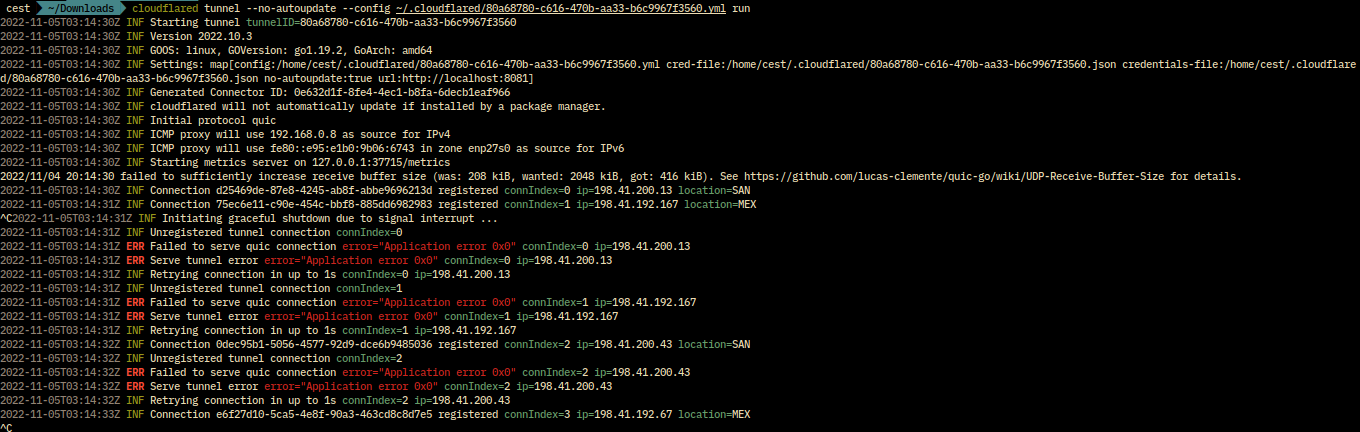 cest ~/Downloads cloudflared tunnel --no-autoupdate --config ~/.cloudflared/80a68780-c616-470b-aa33-b6c9967f3560.yml run
2022-11-05T03:14:30Z INF Starting tunnel tunnelID=80a68780-c616-470b-aa33-b6c9967f3560
2022-11-05T03:14:30Z INF Version 2022.10.3
2022-11-05T03:14:30Z INF GOOS: linux, GOVersion: go1.19.2, GoArch: amd64
2022-11-05T03:14:30Z INF Settings: map[config:/home/cest/.cloudflared/80a68780-c616-470b-aa33-b6c9967f3560.yml cred-file:/home/cest/.cloudflared/80a68780-c616-470b-aa33-b6c9967f3560.json credentials-file:/home/cest/.cloudflare
d/80a68780-c616-470b-aa33-b6c9967f3560.json no-autoupdate:true url:http://localhost:8081]
2022-11-05T03:14:30Z INF Generated Connector ID: 0e632d1f-8fe4-4ec1-b8fa-6decb1eaf966
2022-11-05T03:14:30Z INF cloudflared will not automatically update if installed by a package manager.
2022-11-05T03:14:30Z INF Initial protocol quic
2022-11-05T03:14:30Z INF ICMP proxy will use 192.168.0.8 as source for IPv4
2022-11-05T03:14:30Z INF ICMP proxy will use fe80::e95:e1b0:9b06:6743 in zone enp27s0 as source for IPv6
2022-11-05T03:14:30Z INF Starting metrics server on 127.0.0.1:37715/metrics
2022/11/04 20:14:30 failed to sufficiently increase receive buffer size (was: 208 kiB, wanted: 2048 kiB, got: 416 kiB). See https://github.com/lucas-clemente/quic-go/wiki/UDP-Receive-Buffer-Size for details.
2022-11-05T03:14:30Z INF Connection d25469de-87e8-4245-ab8f-abbe9696213d registered connIndex=0 ip=198.41.200.13 location=SAN
2022-11-05T03:14:31Z INF Connection 75ec6e11-c90e-454c-bbf8-885dd6982983 registered connIndex=1 ip=198.41.192.167 location=MEX
^C2022-11-05T03:14:31Z INF Initiating graceful shutdown due to signal interrupt ...
2022-11-05T03:14:31Z INF Unregistered tunnel connection connIndex=0
2022-11-05T03:14:31Z ERR Failed to serve quic connection error="Application error 0x0" connIndex=0 ip=198.41.200.13
2022-11-05T03:14:31Z ERR Serve tunnel error error="Application error 0x0" connIndex=0 ip=198.41.200.13
2022-11-05T03:14:31Z INF Retrying connection in up to 1s connIndex=0 ip=198.41.200.13
2022-11-05T03:14:31Z INF Unregistered tunnel connection connIndex=1
2022-11-05T03:14:31Z ERR Failed to serve quic connection error="Application error 0x0" connIndex=1 ip=198.41.192.167
2022-11-05T03:14:31Z ERR Serve tunnel error error="Application error 0x0" connIndex=1 ip=198.41.192.167
2022-11-05T03:14:31Z INF Retrying connection in up to 1s connIndex=1 ip=198.41.192.167
2022-11-05T03:14:32Z INF Connection 0dec95b1-5056-4577-92d9-dce6b9485036 registered connIndex=2 ip=198.41.200.43 location=SAN
2022-11-05T03:14:32Z INF Unregistered tunnel connection connIndex=2
2022-11-05T03:14:32Z ERR Failed to serve quic connection error="Application error 0x0" connIndex=2 ip=198.41.200.43
2022-11-05T03:14:32Z ERR Serve tunnel error error="Application error 0x0" connIndex=2 ip=198.41.200.43
2022-11-05T03:14:32Z INF Retrying connection in up to 1s connIndex=2 ip=198.41.200.43
2022-11-05T03:14:33Z INF Connection e6f27d10-5ca5-4e8f-90a3-463cd8c8d7e5 registered connIndex=3 ip=198.41.192.67 location=MEX
^C